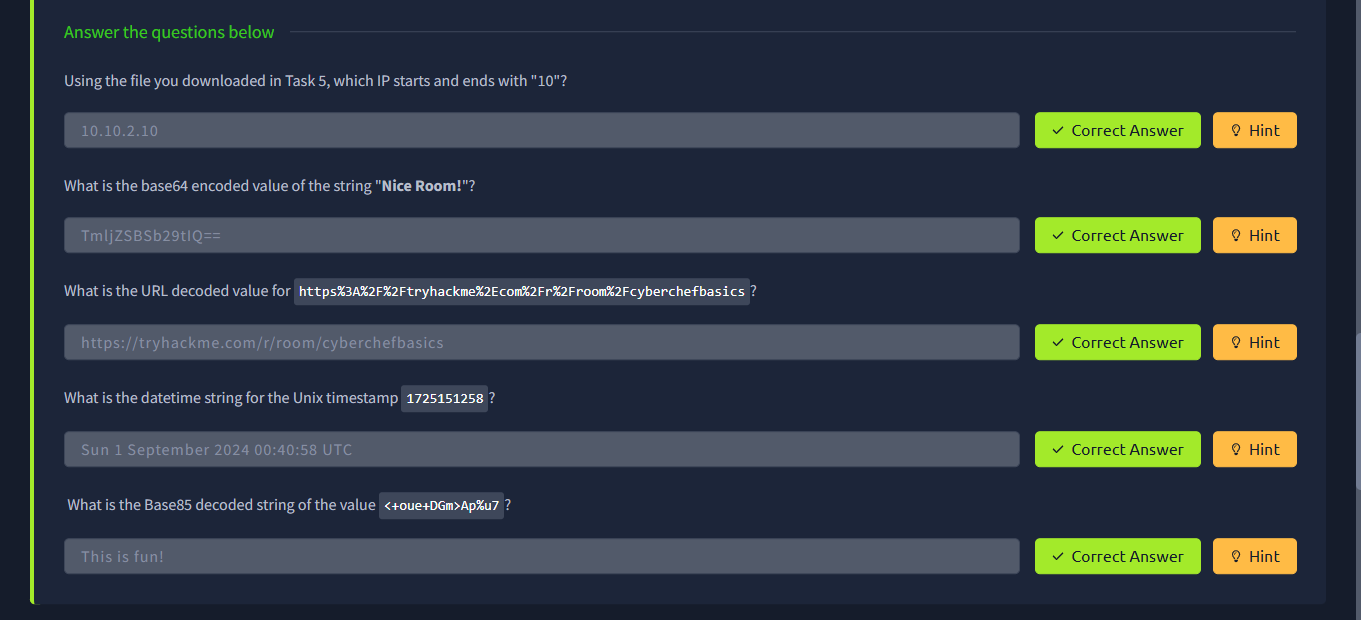 Answer the questions below
Using the file you downloaded in Task 5, which IP starts and ends with "10"?
10.10.2.10 Correct Answer Hint
What is the base64 encoded value of the string "Nice Room!"?
TmljZSBSb29tIQ== Correct Answer Hint
What is the URL decoded value for https%3A%2F%2Ftryhackme%2Ecom%2Fr%2Froom%2Fcyberchefbasics ?
https://tryhackme.com/r/room/cyberchefbasics Correct Answer Hint
What is the datetime string for the Unix timestamp 1725151258 ?
Sun 1 September 2024 00:40:58 UTC Correct Answer Hint
What is the Base85 decoded string of the value <+oue+DGm>Ap%u7 ?
This is fun! Correct Answer Hint